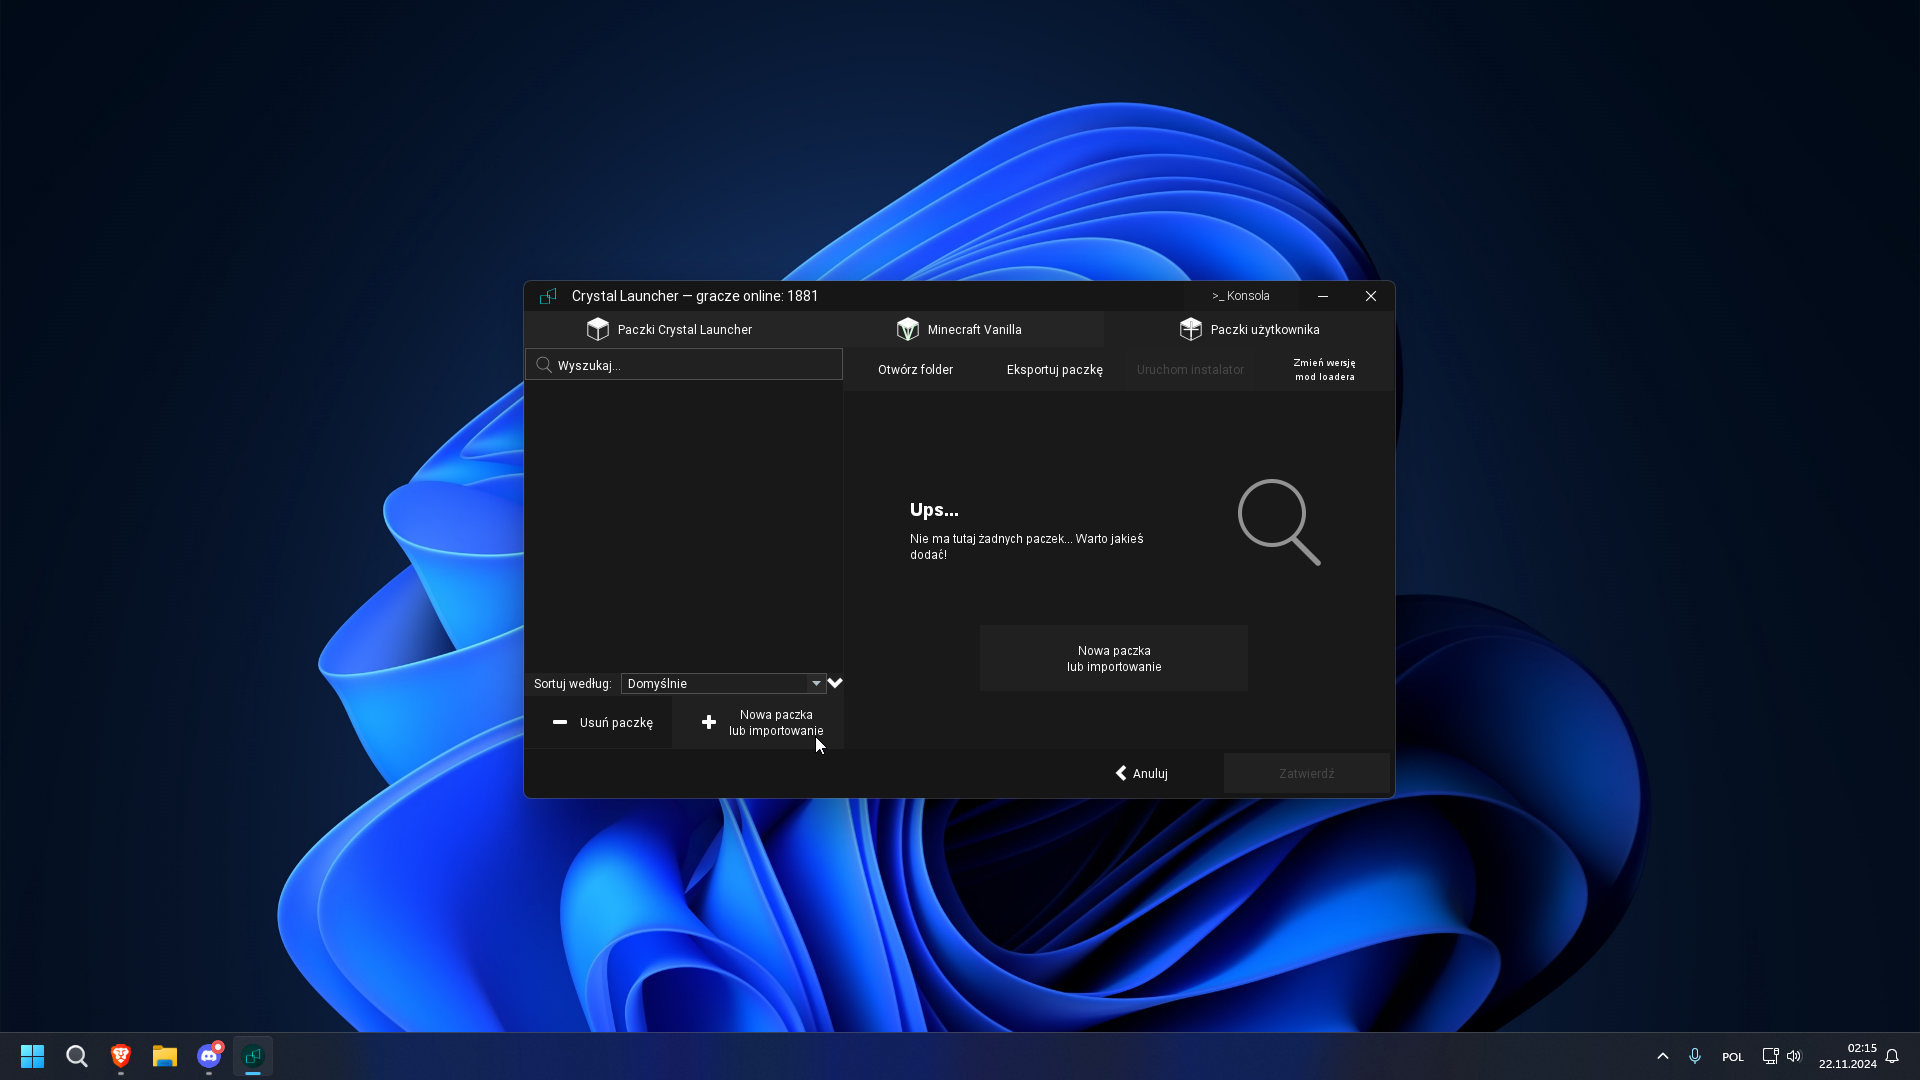 Crystal Launcher — gracze online: 1881
>_ Konsola
Paczki Crystal Launcher
Minecraft Vanilla
Paczki użytkownika
Wyszukaj...
Otwórz folder
Eksportuj paczkę
Uruchom instalator
Zmień wersję
mod loadera
Ups...
Nie ma tutaj żadnych paczek... Warto jakieś
dodać!
Nowa paczka
lub importowanie
Sortuj według:
Domyślnie
Usuń paczkę
Nowa paczka
lub importowanie
Anuluj
Zatwierdź
POL
02:15
22.11.2024